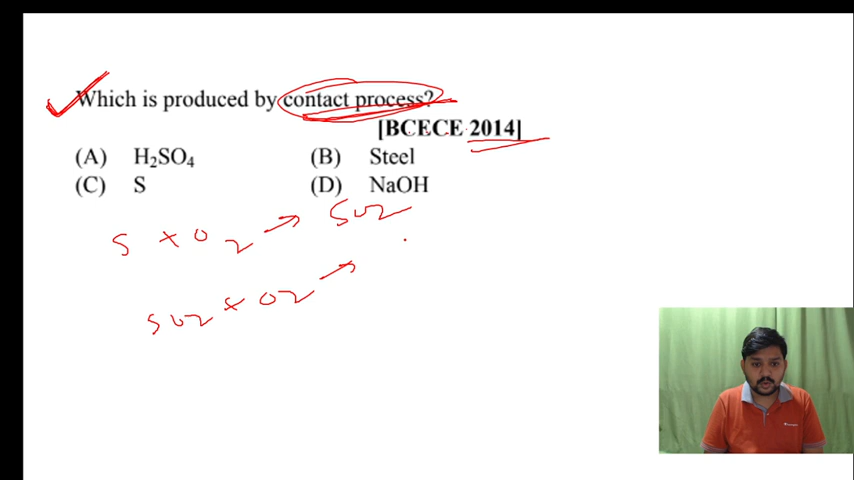 Which is produced by contact process?
[BCECE 2014]
(A) H₂SO₄ (B) Steel
(C) S (D) NaOH
S + O₂ → SO₂
SO₂ + O₂ →